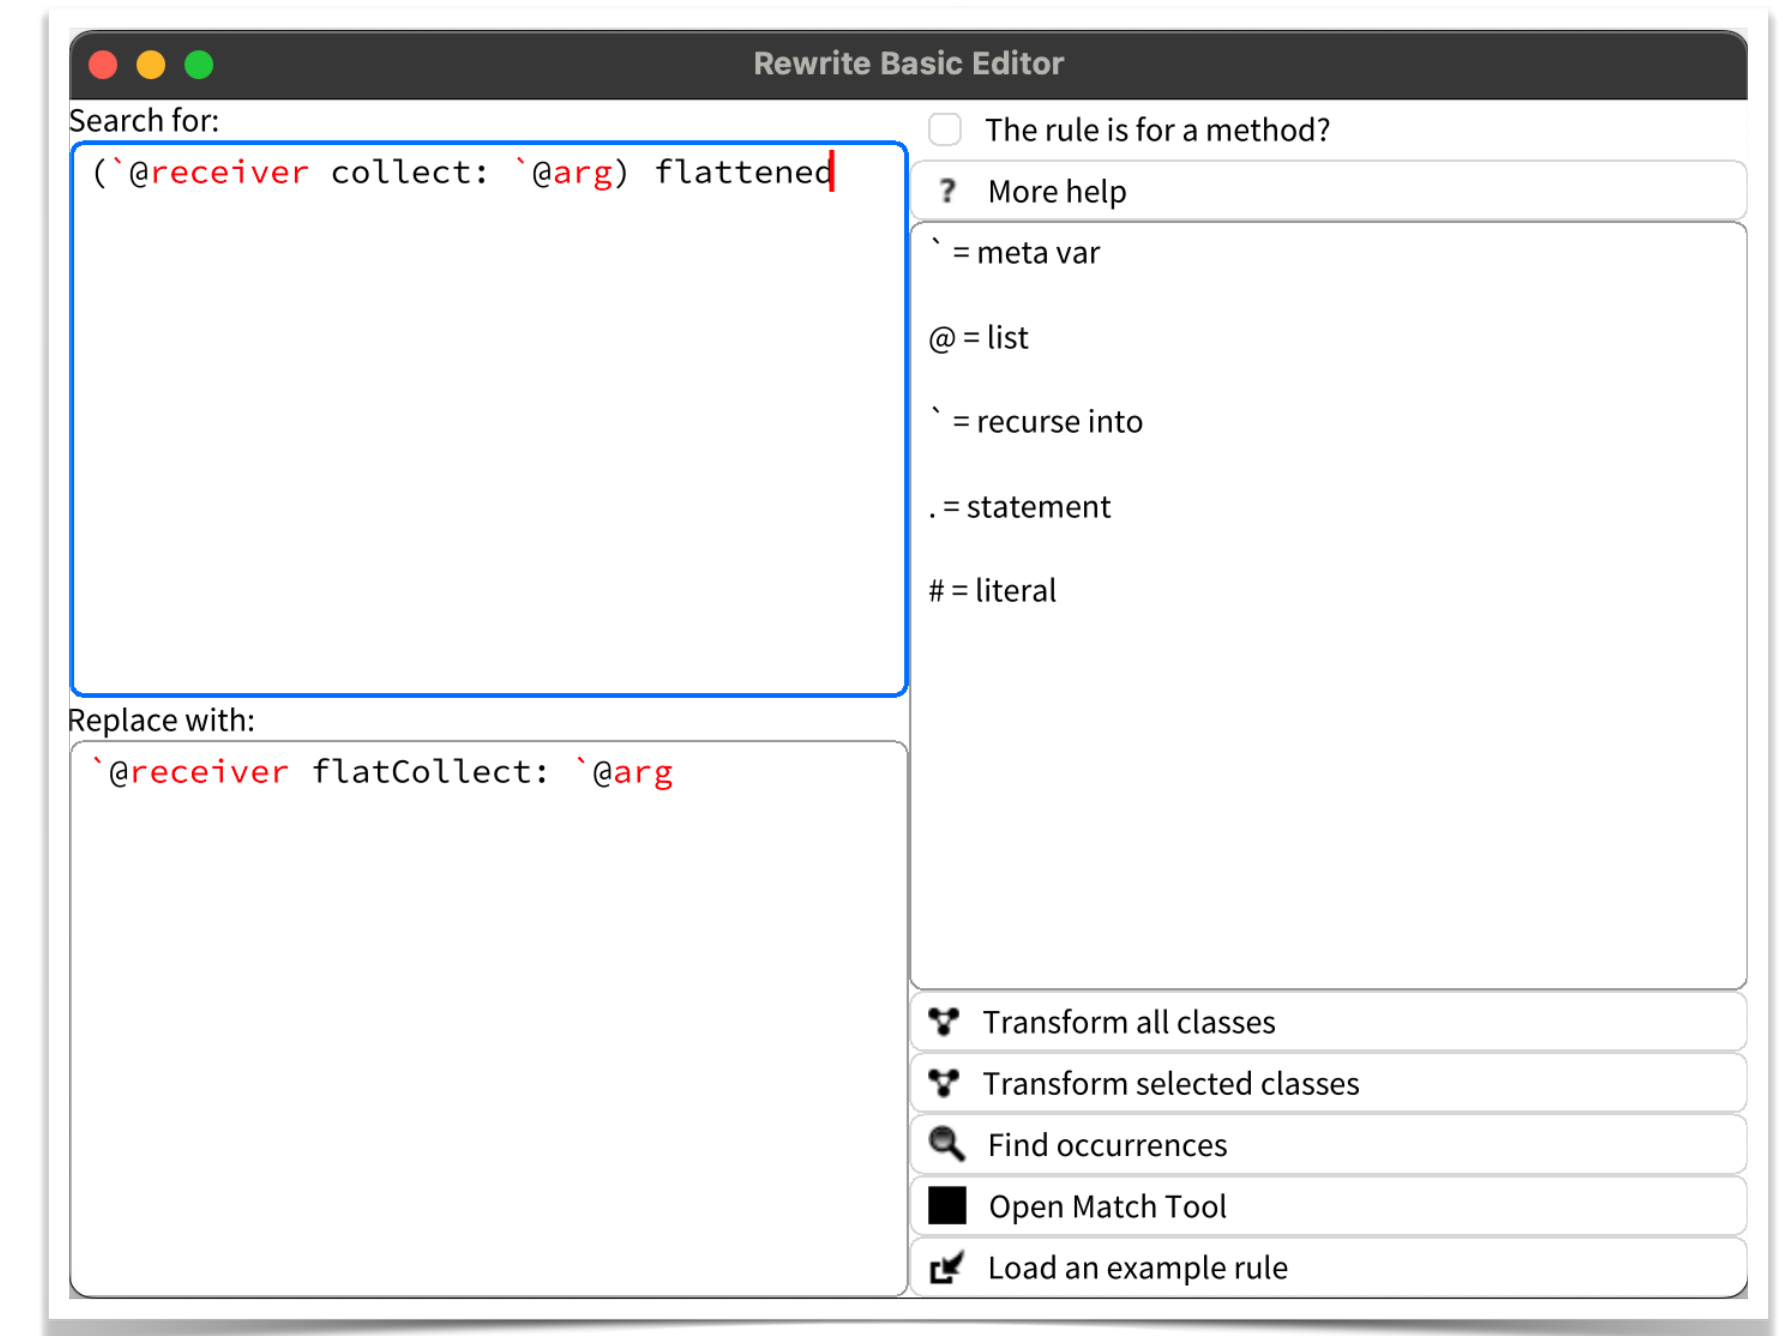 Rewrite Basic Editor
Search for:
(`@receiver collect: `@arg) flattened
Replace with:
`@receiver flatCollect: `@arg
The rule is for a method?
? More help
` = meta var
@ = list
` = recurse into
. = statement
# = literal
Transform all classes
Transform selected classes
Find occurrences
Open Match Tool
Load an example rule